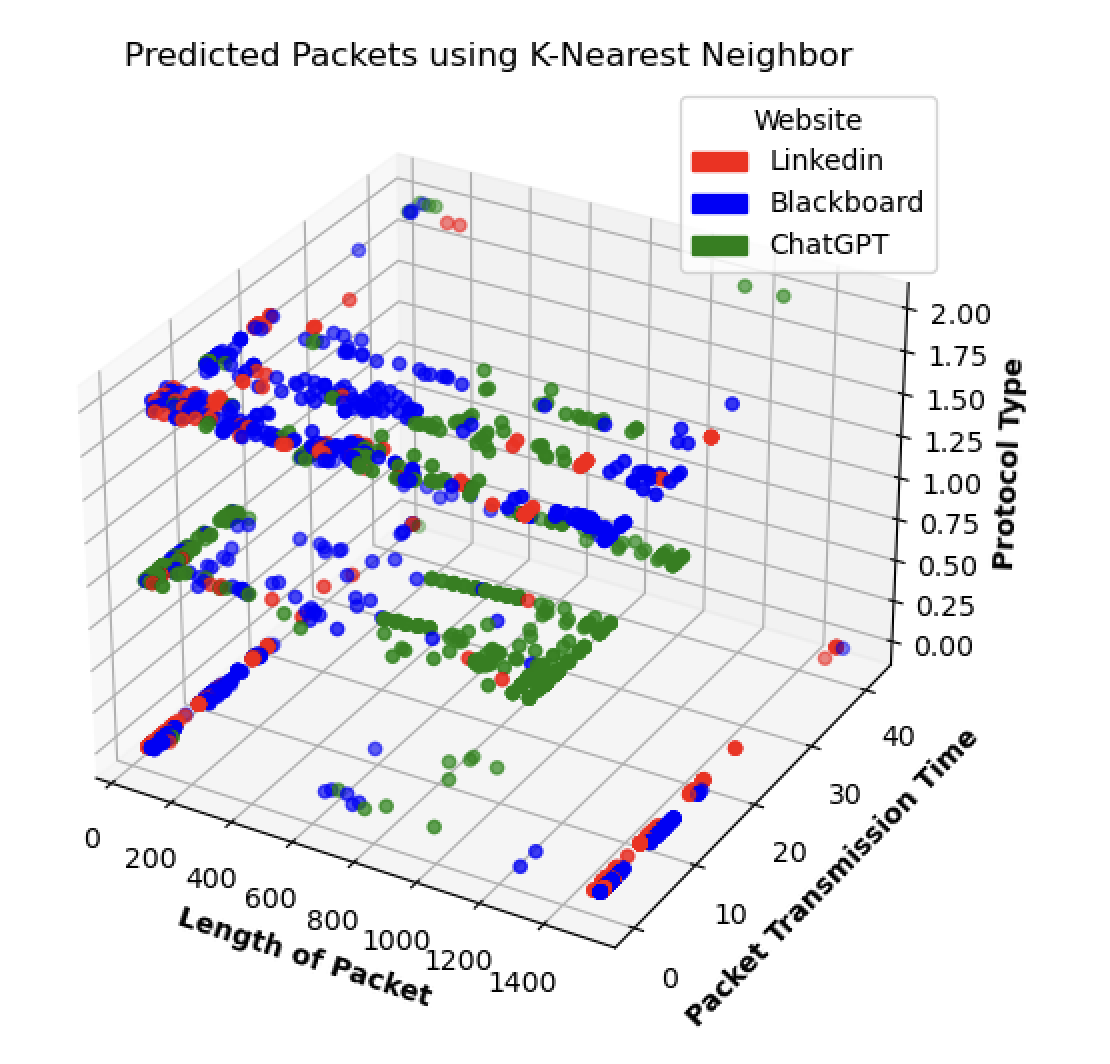 Predicted Packets using K-Nearest Neighbor
Website
Linkedin
Blackboard
ChatGPT
2.00
1.75
1.50
1.25
1.00
0.75
0.50
0.25
0.00
Protocol Type
0
200
400
600
800
1000
1200
1400
Length of Packet
0
10
20
30
40
Packet Transmission Time